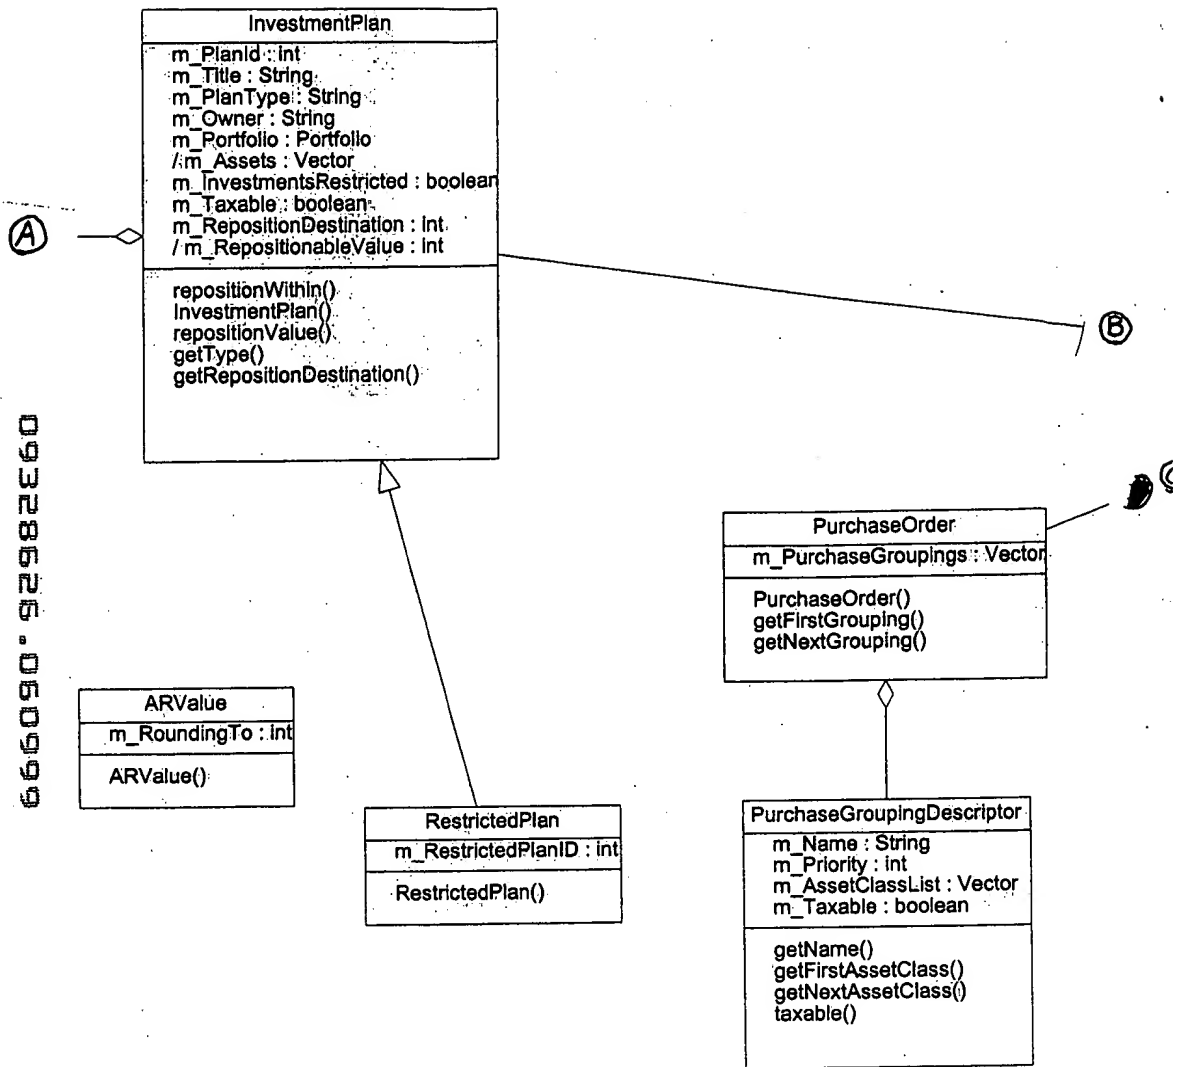 InvestmentPlan
m_PlanId : int
m_Title : String
m_PlanType : String
m_Owner : String
m_Portfolio : Portfolio
/ m_Assets : Vector
m_InvestmentsRestricted : boolean
m_Taxable : boolean
m_RepositionDestination : int
/ m_RepositionableValue : int
repositionWithin()
InvestmentPlan()
repositionValue()
getType()
getRepositionDestination()
A
B
C
09328626.060999
PurchaseOrder
m_PurchaseGroupings : Vector
PurchaseOrder()
getFirstGrouping()
getNextGrouping()
ARValue
m_RoundingTo : int
ARValue()
RestrictedPlan
m_RestrictedPlanID : int
RestrictedPlan()
PurchaseGroupingDescriptor
m_Name : String
m_Priority : int
m_AssetClassList : Vector
m_Taxable : boolean
getName()
getFirstAssetClass()
getNextAssetClass()
taxable()